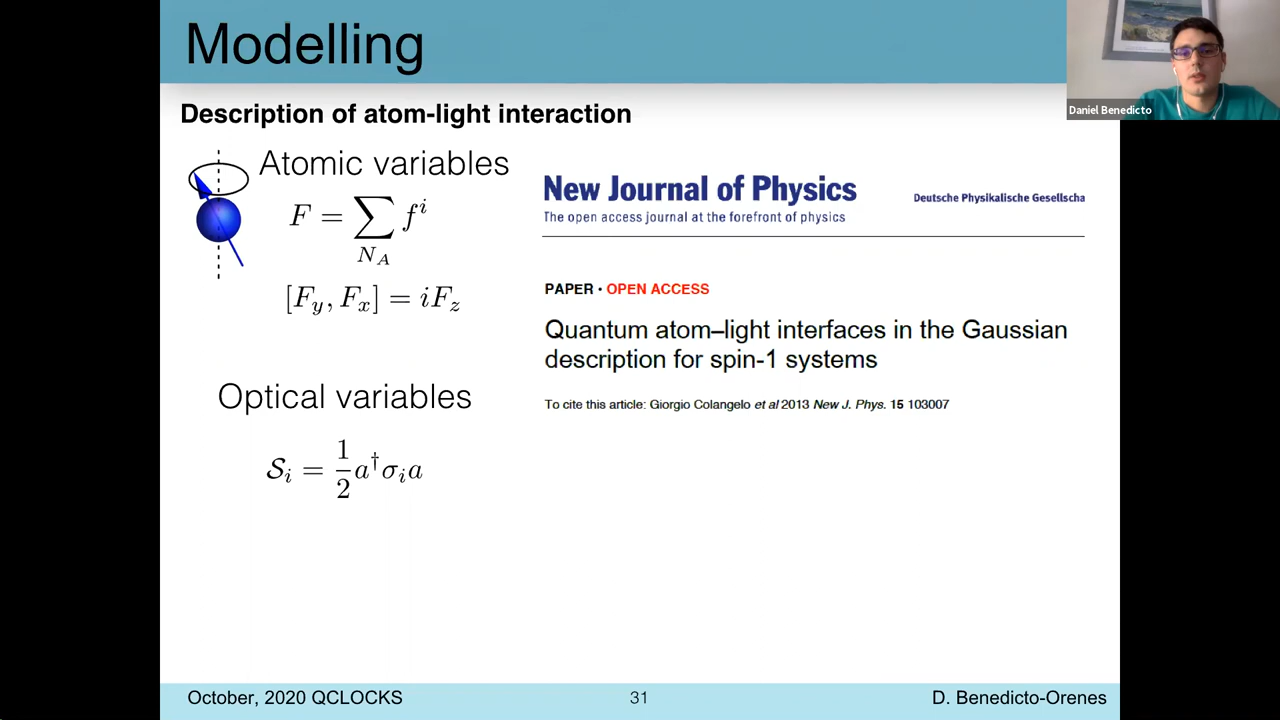 Modelling
Daniel Benedicto
Description of atom-light interaction
Atomic variables
F = ∑ f^i
N_A
[F_y, F_x] = iF_z
New Journal of Physics
Deutsche Physikalische Gesellscha
The open access journal at the forefront of physics
PAPER • OPEN ACCESS
Quantum atom–light interfaces in the Gaussian
description for spin-1 systems
To cite this article: Giorgio Colangelo et al 2013 New J. Phys. 15 103007
Optical variables
S_i = 1/2 a^† σ_i a
October, 2020 QCLOCKS
31
D. Benedicto-Orenes